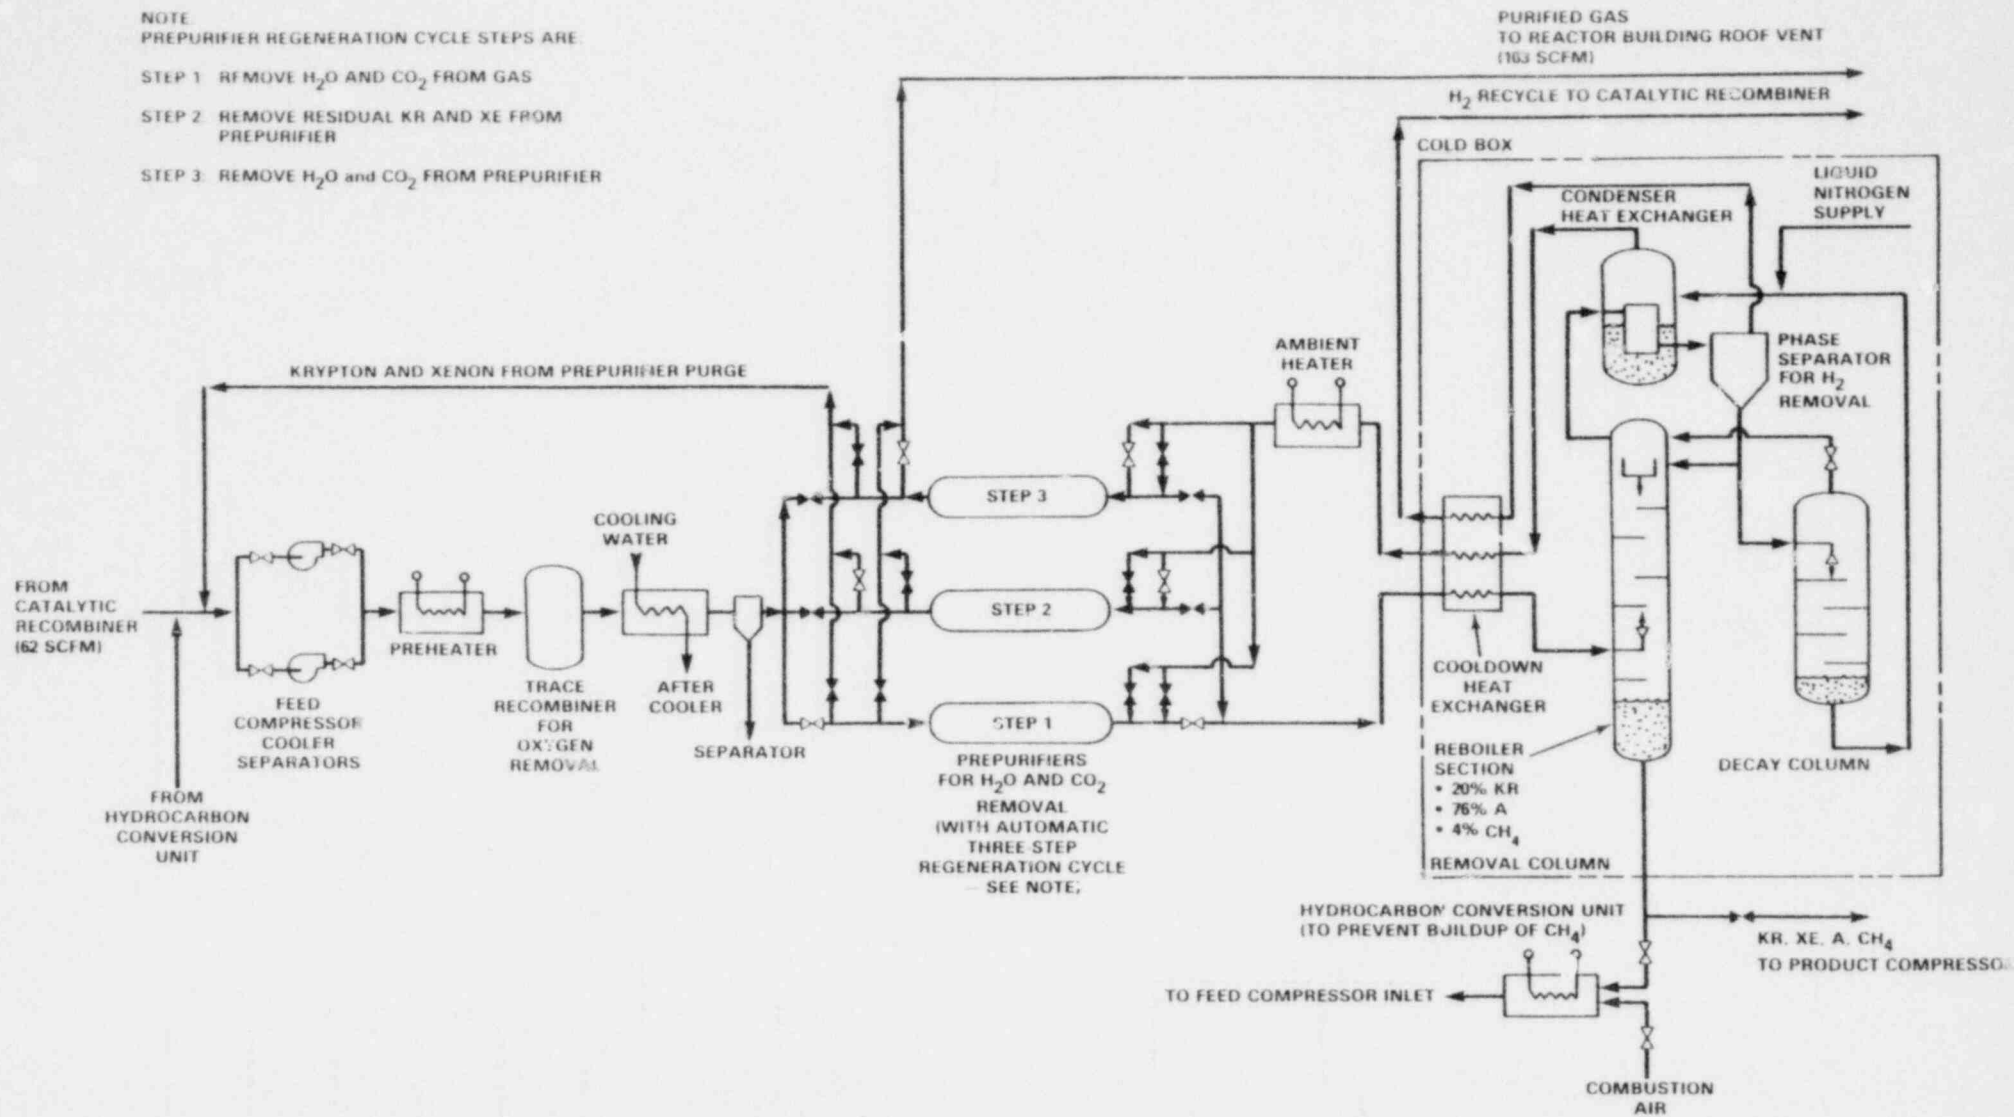 NOTE.
PREPURIFIER REGENERATION CYCLE STEPS ARE:
STEP 1 REMOVE H₂O AND CO₂ FROM GAS
STEP 2 REMOVE RESIDUAL KR AND XE FROM
PREPURIFIER
STEP 3: REMOVE H₂O and CO₂ FROM PREPURIFIER
PURIFIED GAS
TO REACTOR BUILDING ROOF VENT
(163 SCFM)
H₂ RECYCLE TO CATALYTIC RECOMBINER
COLD BOX
LIQUID
NITROGEN
SUPPLY
CONDENSER
HEAT EXCHANGER
PHASE
SEPARATOR
FOR H₂
REMOVAL
AMBIENT
HEATER
KRYPTON AND XENON FROM PREPURIFIER PURGE
STEP 3
STEP 2
STEP 1
COOLING
WATER
FROM
CATALYTIC
RECOMBINER
(62 SCFM)
PREHEATER
FEED
COMPRESSOR
COOLER
SEPARATORS
TRACE
RECOMBINER
FOR
OXYGEN
REMOVAL
AFTER
COOLER
SEPARATOR
FROM
HYDROCARBON
CONVERSION
UNIT
PREPURIFIERS
FOR H₂O AND CO₂
REMOVAL
(WITH AUTOMATIC
THREE STEP
REGENERATION CYCLE
– SEE NOTE)
COOLDOWN
HEAT
EXCHANGER
REBOILER
SECTION
• 20% KR
• 76% A
• 4% CH₄
DECAY COLUMN
REMOVAL COLUMN
HYDROCARBON CONVERSION UNIT
(TO PREVENT BUILDUP OF CH₄)
KR. XE. A. CH₄
TO PRODUCT COMPRESSOR
TO FEED COMPRESSOR INLET
COMBUSTION
AIR